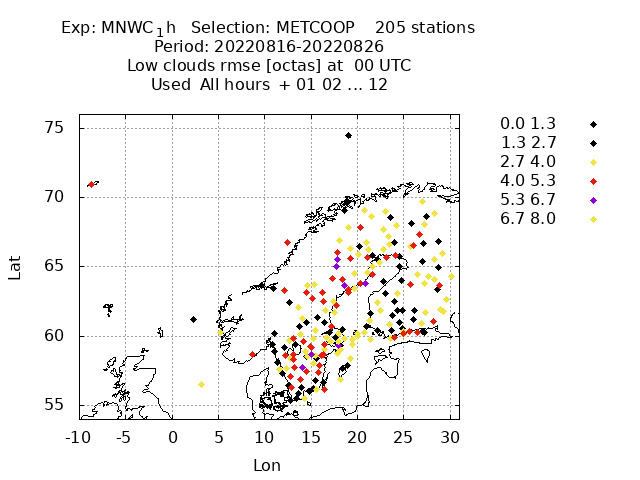 Exp: MNWC_1h Selection: METCOOP 205 stations
Period: 20220816-20220826
Low clouds rmse [octas] at 00 UTC
Used All hours + 01 02 ... 12
0.0 1.3
1.3 2.7
2.7 4.0
4.0 5.3
5.3 6.7
6.7 8.0
75
70
65
60
55
Lat
-10 -5 0 5 10 15 20 25 30
Lon